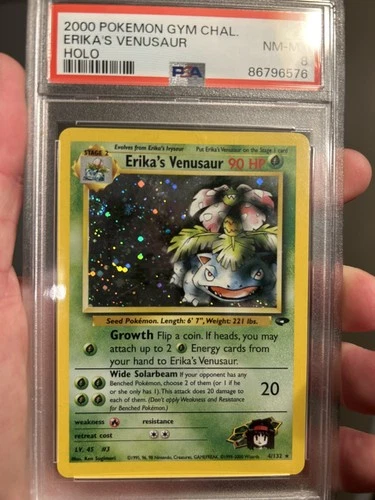 2000 POKEMON GYM CHAL.
ERIKA'S VENUSAUR NM-MT
HOLO 8
PSA 86796576
STAGE 2 Evolves from Erika's Ivysaur Put Erika's Venusaur on the Stage 1 card
Erika's Venusaur 90 HP
Seed Pokémon. Length: 6' 7", Weight: 221 lbs.
Growth Flip a coin. If heads, you may
attach up to 2 Energy cards from
your hand to Erika's Venusaur.
Wide Solarbeam If your opponent has any
Benched Pokémon, choose 2 of them (or 1 if he
or she only has 1). This attack does 20 damage to
each of them. (Don't apply Weakness and Resistance
for Benched Pokémon.)
20
weakness resistance
retreat cost
LV. 45 #3
4/132 ★